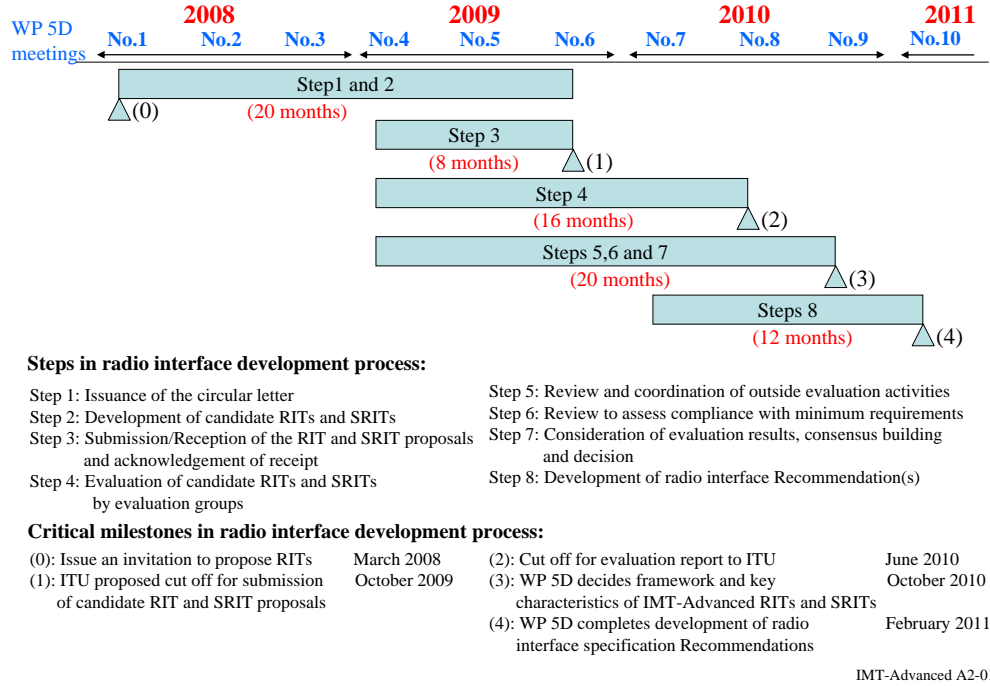 2008 2009 2010 2011
WP 5D
meetings
No.1 No.2 No.3 No.4 No.5 No.6 No.7 No.8 No.9 No.10
Step1 and 2
(0) (20 months)
Step 3
(8 months) (1)
Step 4
(16 months) (2)
Steps 5,6 and 7
(20 months) (3)
Steps 8
(12 months) (4)
Steps in radio interface development process:
Step 1: Issuance of the circular letter
Step 2: Development of candidate RITs and SRITs
Step 3: Submission/Reception of the RIT and SRIT proposals
and acknowledgement of receipt
Step 4: Evaluation of candidate RITs and SRITs
by evaluation groups
Step 5: Review and coordination of outside evaluation activities
Step 6: Review to assess compliance with minimum requirements
Step 7: Consideration of evaluation results, consensus building
and decision
Step 8: Development of radio interface Recommendation(s)
Critical milestones in radio interface development process:
(0): Issue an invitation to propose RITs March 2008
(1): ITU proposed cut off for submission October 2009
of candidate RIT and SRIT proposals
(2): Cut off for evaluation report to ITU June 2010
(3): WP 5D decides framework and key October 2010
characteristics of IMT-Advanced RITs and SRITs
(4): WP 5D completes development of radio February 2011
interface specification Recommendations
IMT-Advanced A2-0